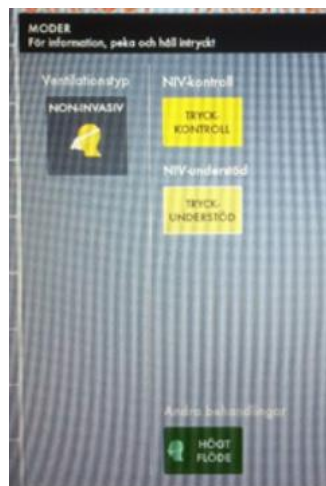 MODER
För information, peka och håll intryckt
Ventilationstyp
NON-INVASIV
NIV-kontroll
TRYCK-
KONTROLL
NIV-understöd
TRYCK-
UNDERSTÖD
Andra behandlingar
HÖGT
FLÖDE